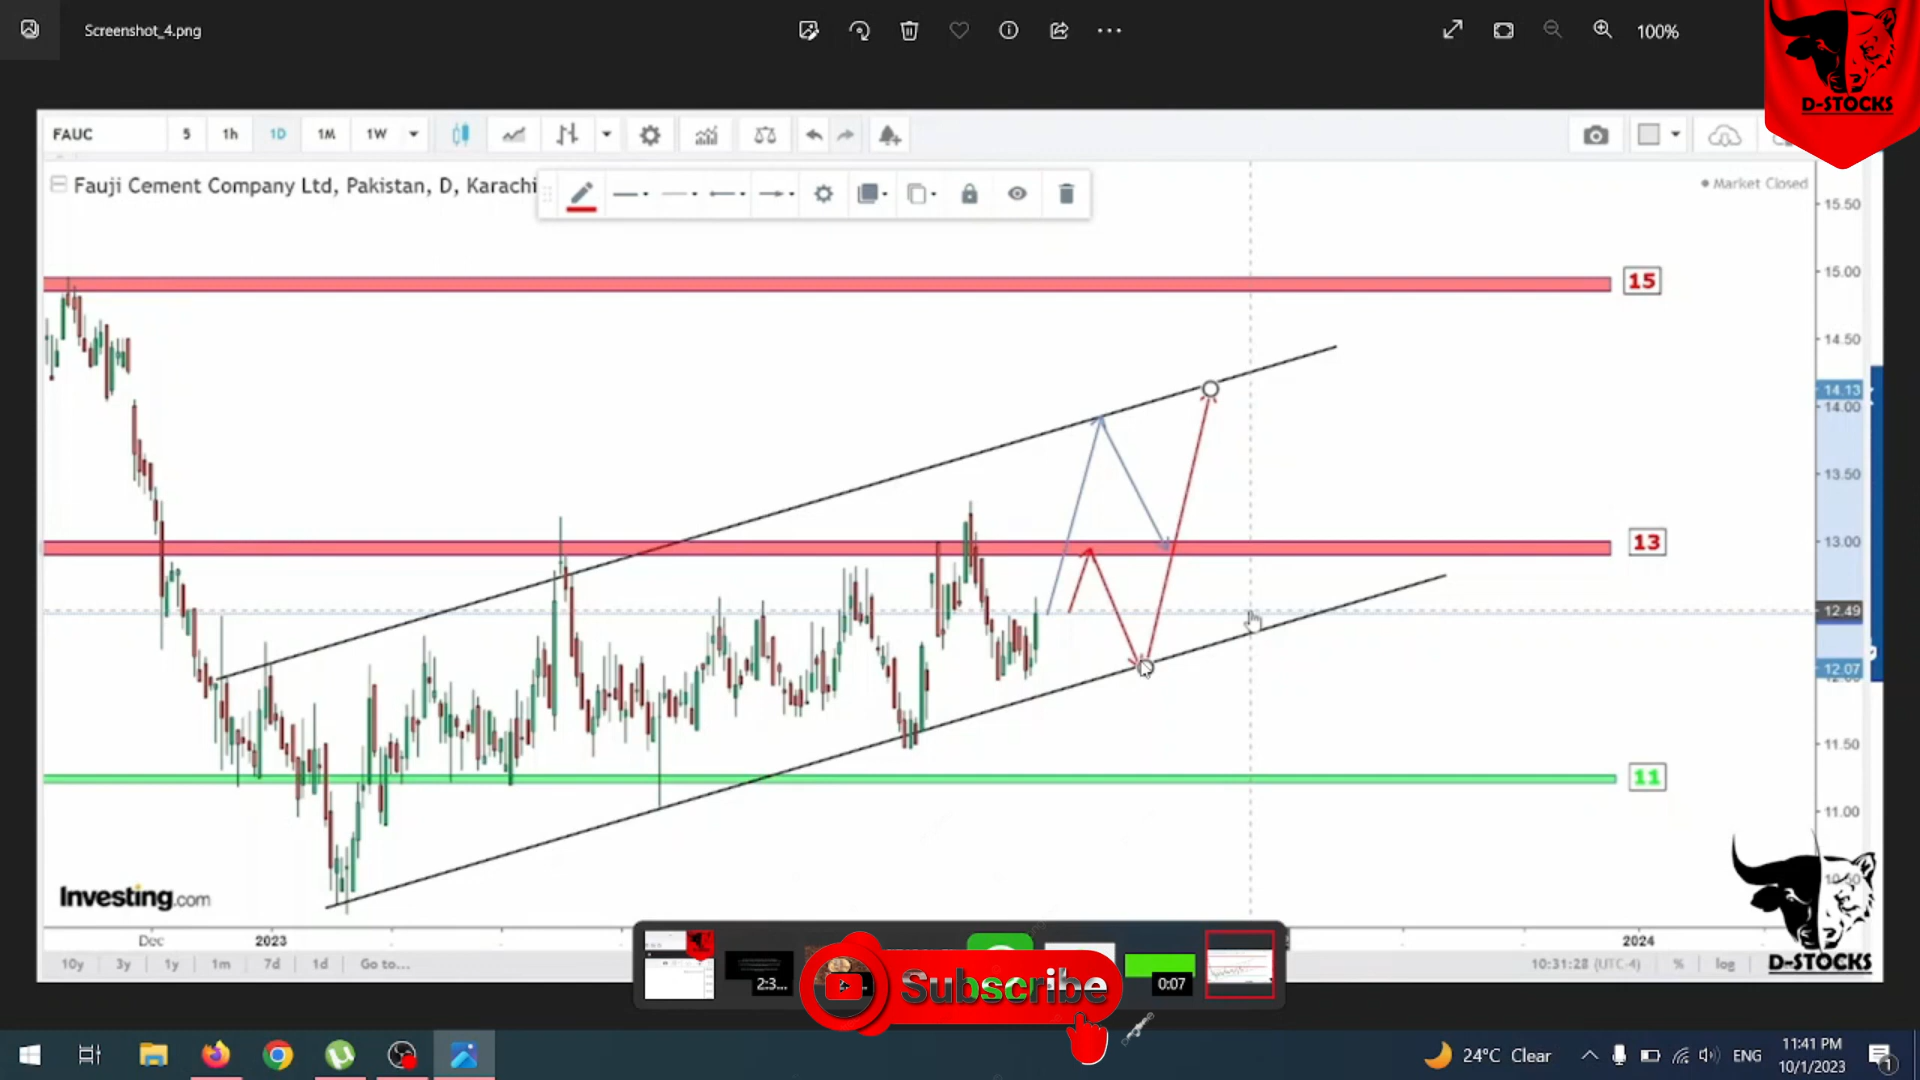 Screenshot_4.png
100%
D-STOCKS
FAUC 5 1h 1D 1M 1W
Fauji Cement Company Ltd, Pakistan, D, Karachi
Market Closed
15.50
15
15.00
14.50
14.13
14.00
13.50
13
13.00
12.49
12.07
11.50
11
11.00
Investing.com
Dec 2023 2024
10y 3y 1y 1m 7d 1d Go to...
10:31:28 (UTC-4) % log
D-STOCKS
2:3...
0:07
Subscribe
24°C Clear
ENG
11:41 PM
10/1/2023
1